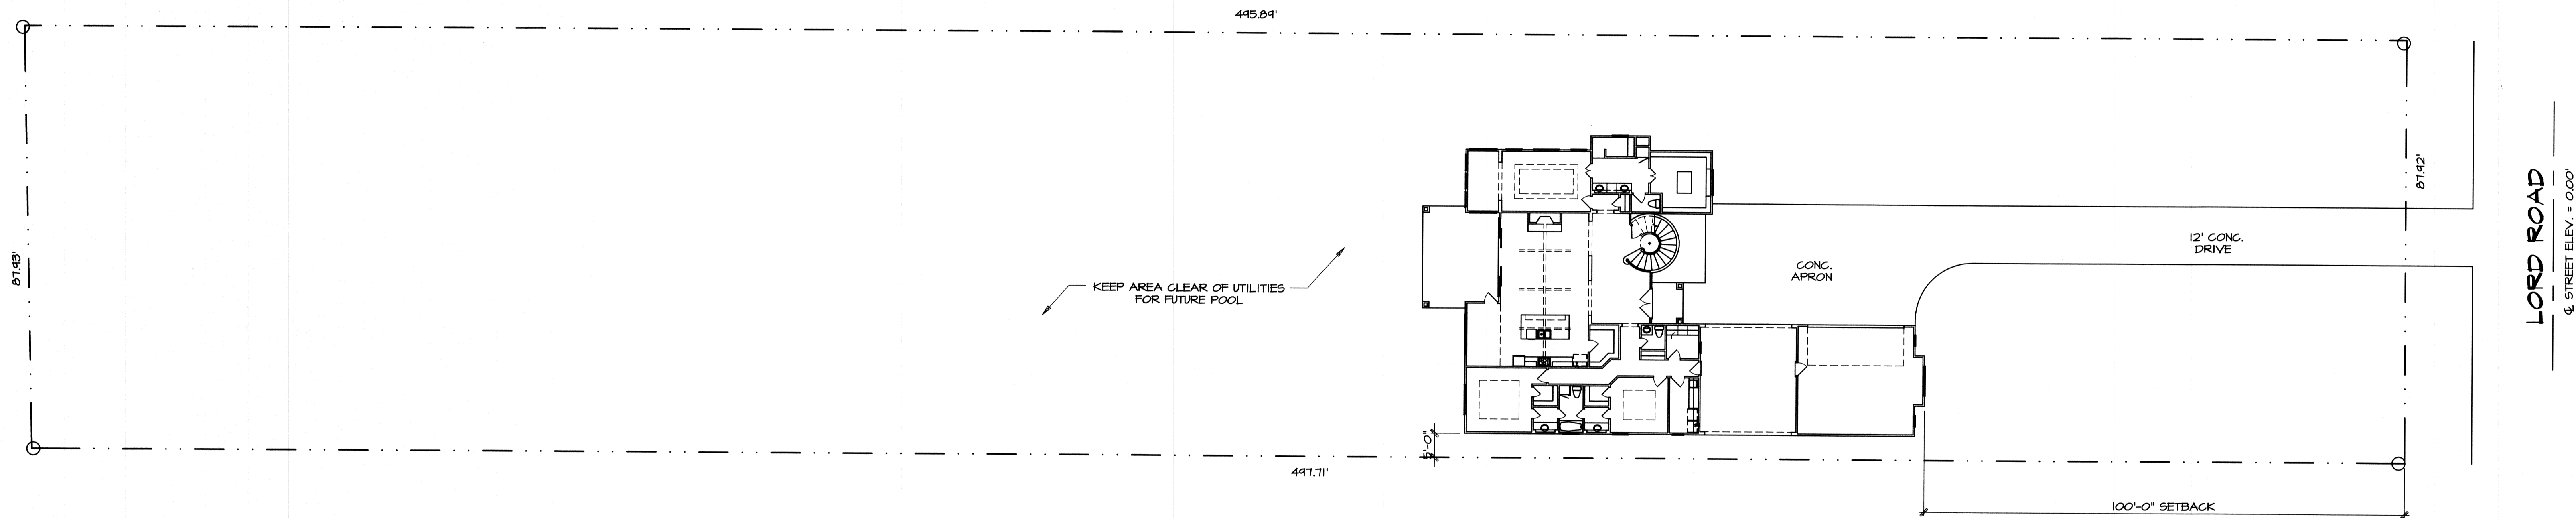 495.89'
87.93'
KEEP AREA CLEAR OF UTILITIES
FOR FUTURE POOL
CONC.
APRON
12' CONC.
DRIVE
87.92'
LORD ROAD
℄ STREET ELEV. = 0.00'
5'-0"
497.71'
100'-0" SETBACK